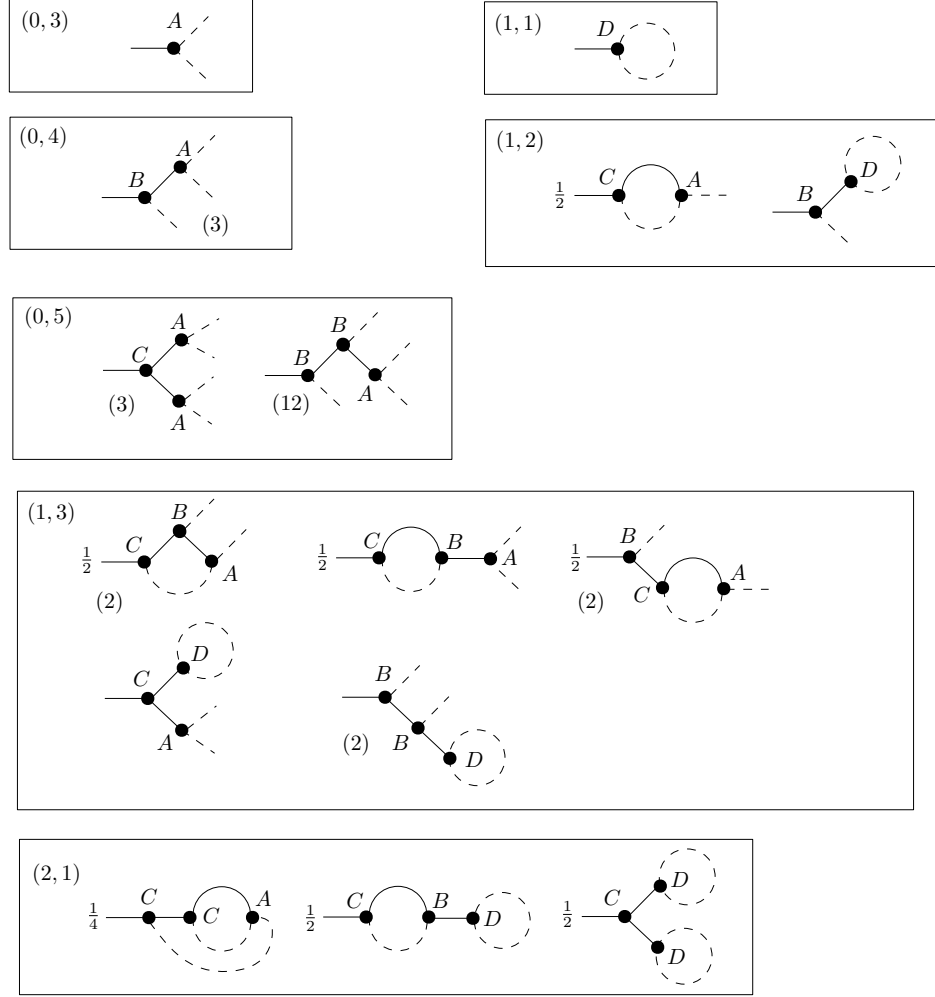 (0, 3) A
(1, 1) D
(0, 4) B A (3)
(1, 2) 1/2 C A B D
(0, 5) C A A (3) B B A (12)
(1, 3) 1/2 C B A (2) 1/2 C B A 1/2 B C A (2)
C D A B B D (2)
(2, 1) 1/4 C C A 1/2 C B D 1/2 C D D